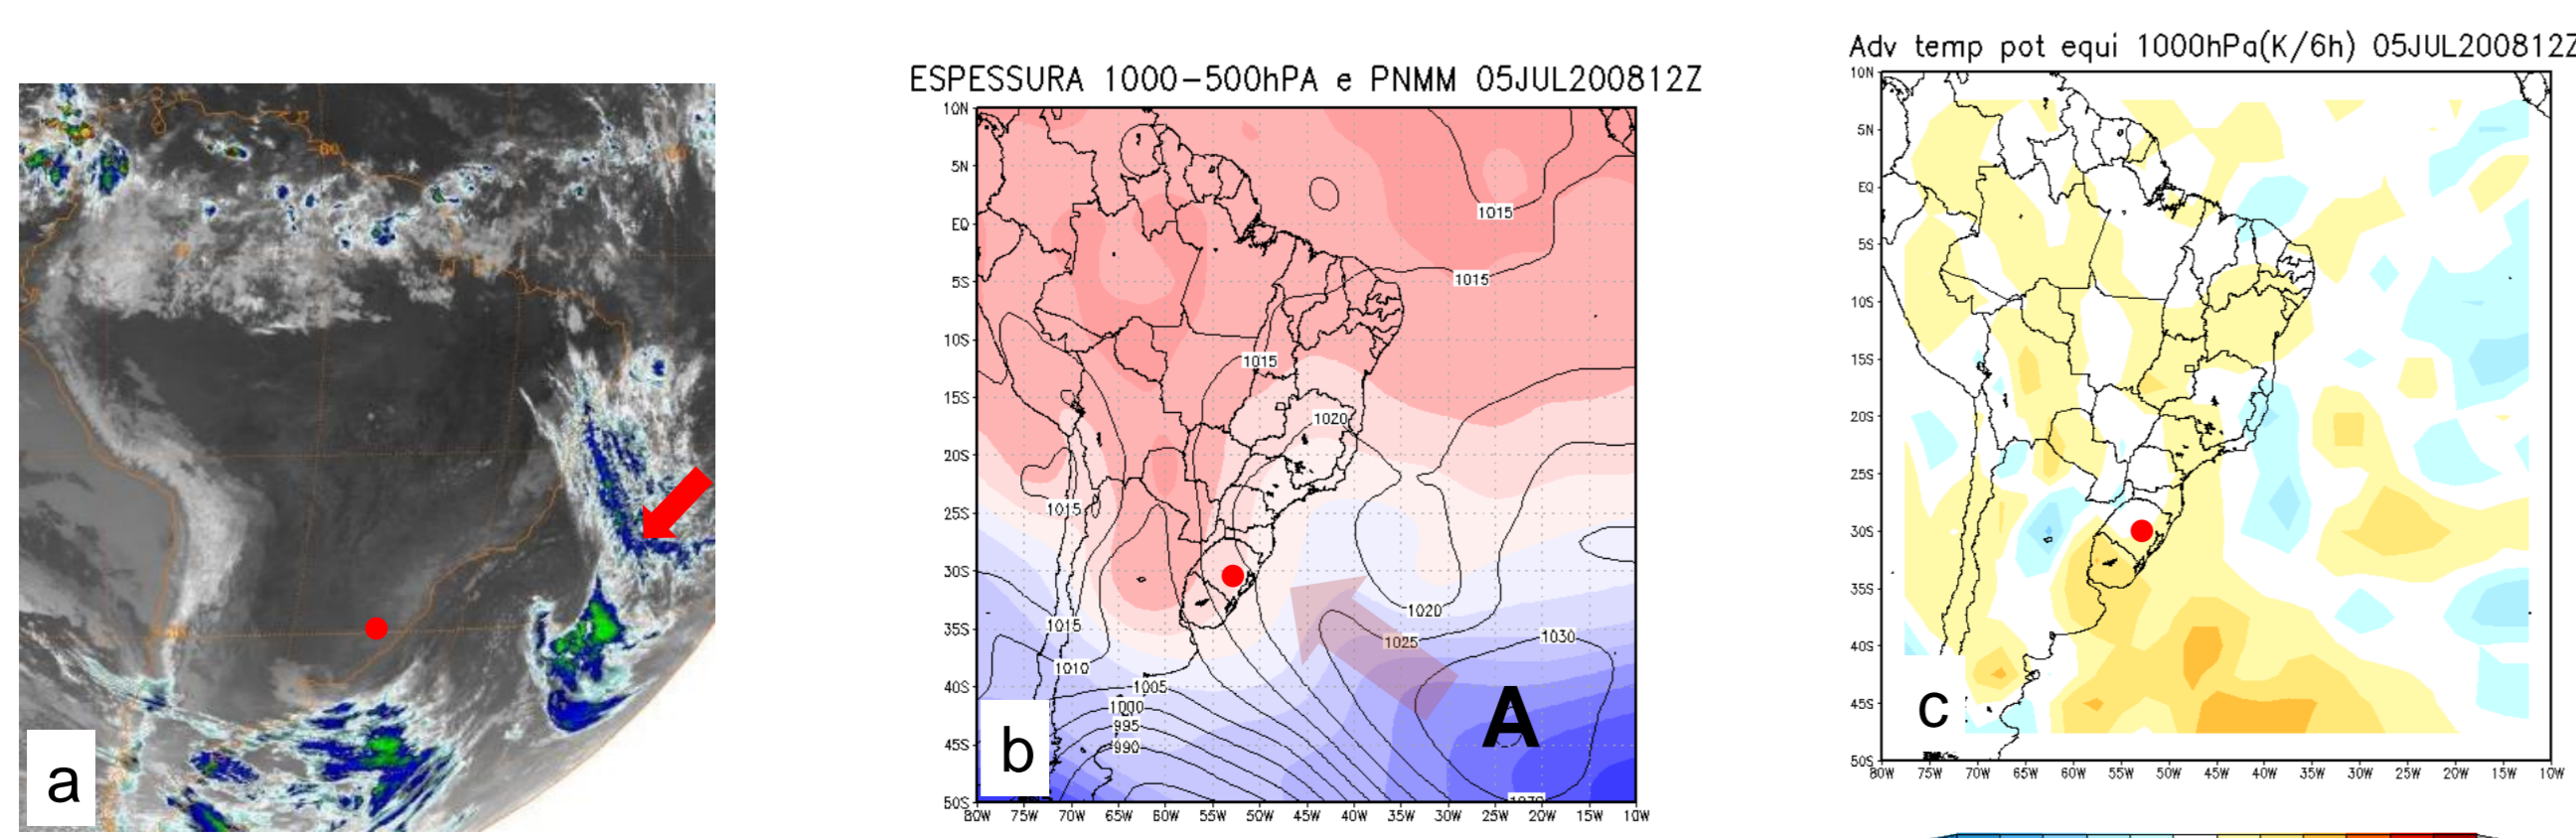 a
ESPESSURA 1000-500hPA e PNMM 05JUL200812Z
10N
5N
EQ
5S
10S
15S
20S
25S
30S
35S
40S
45S
50S
80W 75W 70W 65W 60W 55W 50W 45W 40W 35W 30W 25W 20W 15W 10W
1015
1015
1015
1020
1015
1020
1015
1025
1030
1010
1005
1000
995
990
A
b
Adv temp pot equi 1000hPa(K/6h) 05JUL200812Z
10N
5N
EQ
5S
10S
15S
20S
25S
30S
35S
40S
45S
50S
80W 75W 70W 65W 60W 55W 50W 45W 40W 35W 30W 25W 20W 15W 10W
c